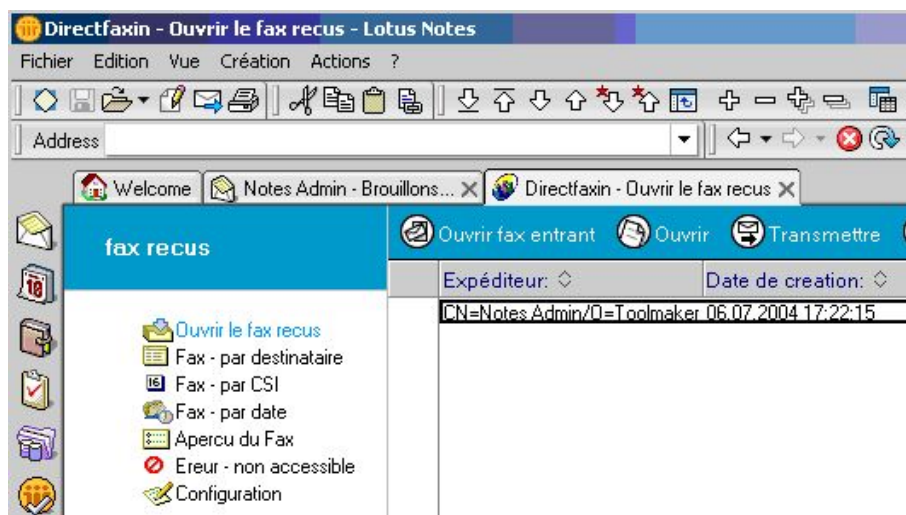 Directfaxin - Ouvrir le fax recus - Lotus Notes
Fichier Edition Vue Création Actions ?
Address
Welcome Notes Admin - Brouillons... Directfaxin - Ouvrir le fax recus
fax recus
Ouvrir fax entrant Ouvrir Transmettre
Expéditeur: Date de creation:
CN=Notes Admin/O=Toolmaker 06.07.2004 17:22:15
Ouvrir le fax recus
Fax - par destinataire
Fax - par CSI
Fax - par date
Apercu du Fax
Ereur - non accessible
Configuration
18
16